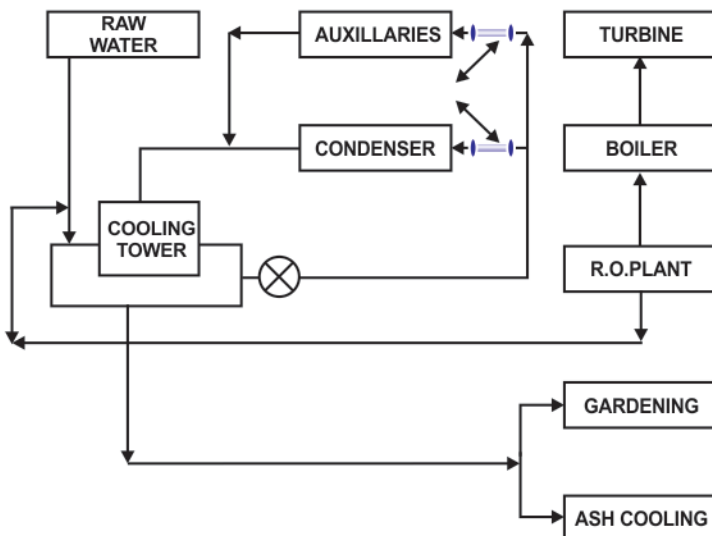 RAW
WATER
AUXILLARIES
TURBINE
CONDENSER
BOILER
COOLING
TOWER
R.O.PLANT
GARDENING
ASH COOLING